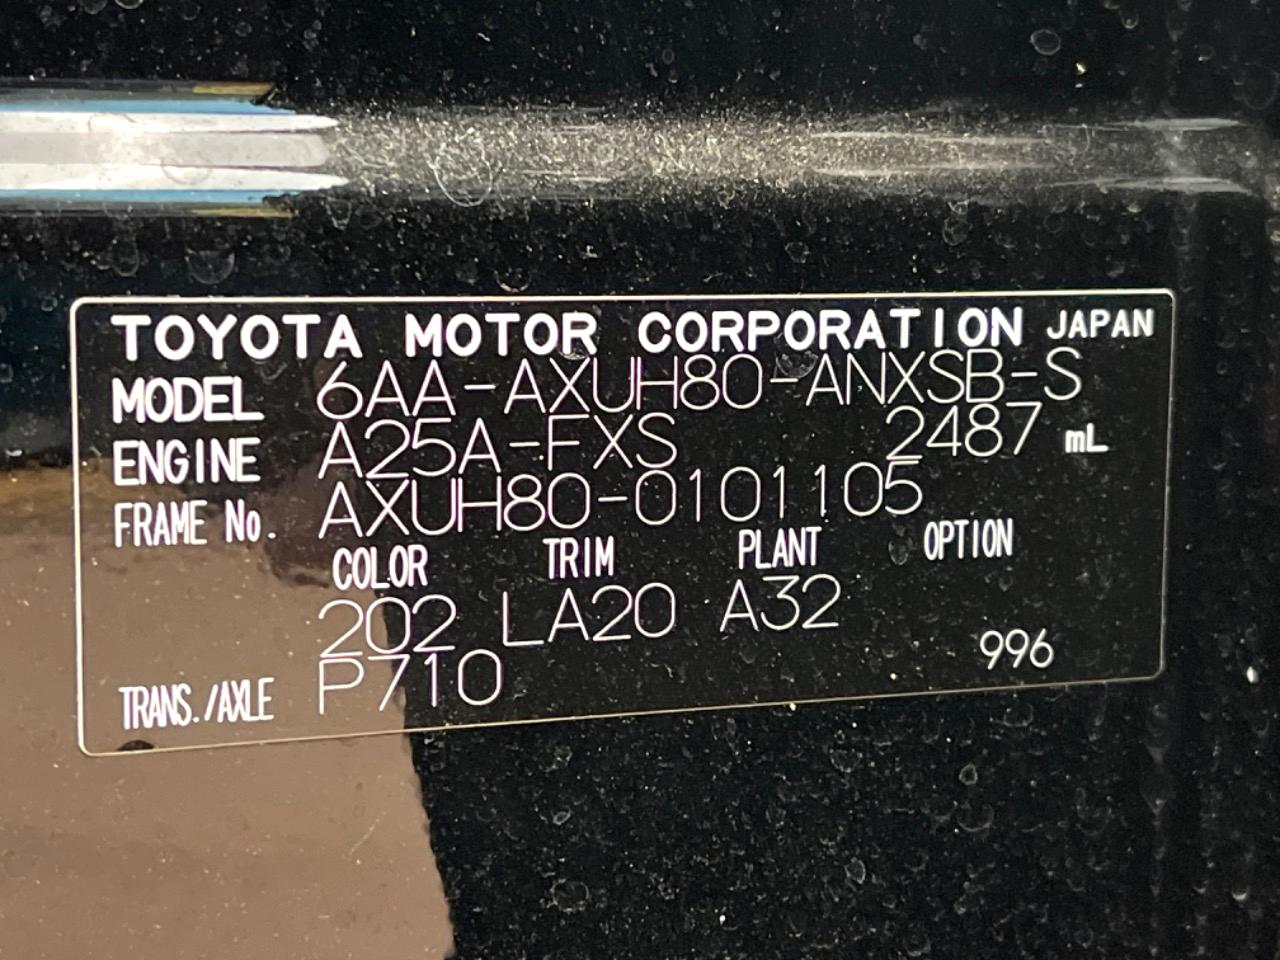 TOYOTA MOTOR CORPORATION JAPAN
MODEL 6AA-AXUH80-ANXSB-S
ENGINE A25A-FXS 2487 mL
FRAME No. AXUH80-0101105
COLOR TRIM PLANT OPTION
202 LA20 A32
996
TRANS./AXLE P710